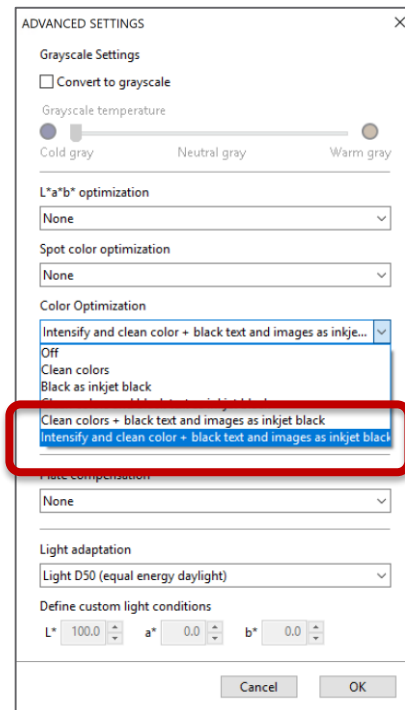 ADVANCED SETTINGS
Grayscale Settings
Convert to grayscale
Grayscale temperature
Cold gray Neutral gray Warm gray
L*a*b* optimization
None
Spot color optimization
None
Color Optimization
Intensify and clean color + black text and images as inkje...
Off
Clean colors
Black as inkjet black
Clean colors + black text and images as inkjet black
Intensify and clean color + black text and images as inkjet black
None
Light adaptation
Light D50 (equal energy daylight)
Define custom light conditions
L* 100.0 a* 0.0 b* 0.0
Cancel OK